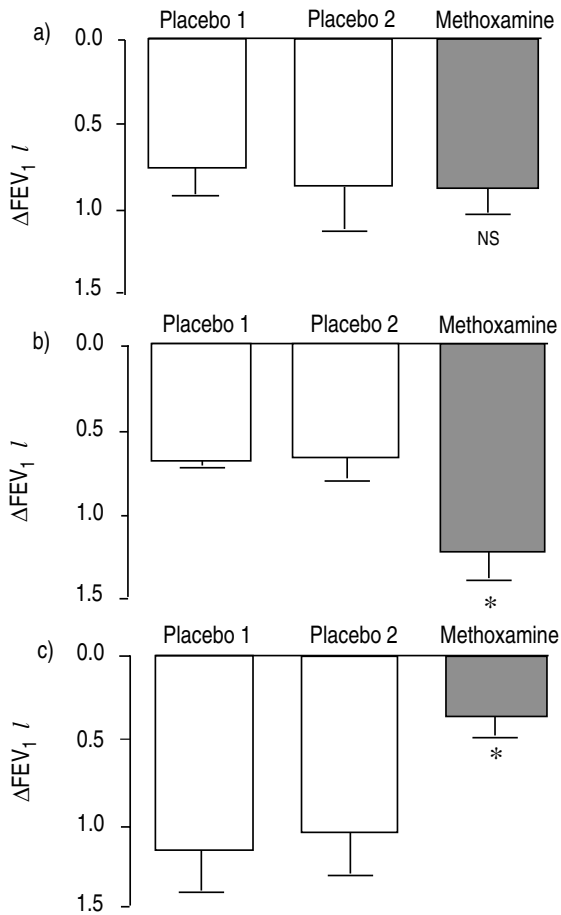 a)
Placebo 1 Placebo 2 Methoxamine
0.0
0.5
1.0
1.5
ΔFEV₁ l
NS
b)
Placebo 1 Placebo 2 Methoxamine
0.0
0.5
1.0
1.5
ΔFEV₁ l
*
c)
Placebo 1 Placebo 2 Methoxamine
0.0
0.5
1.0
1.5
ΔFEV₁ l
*